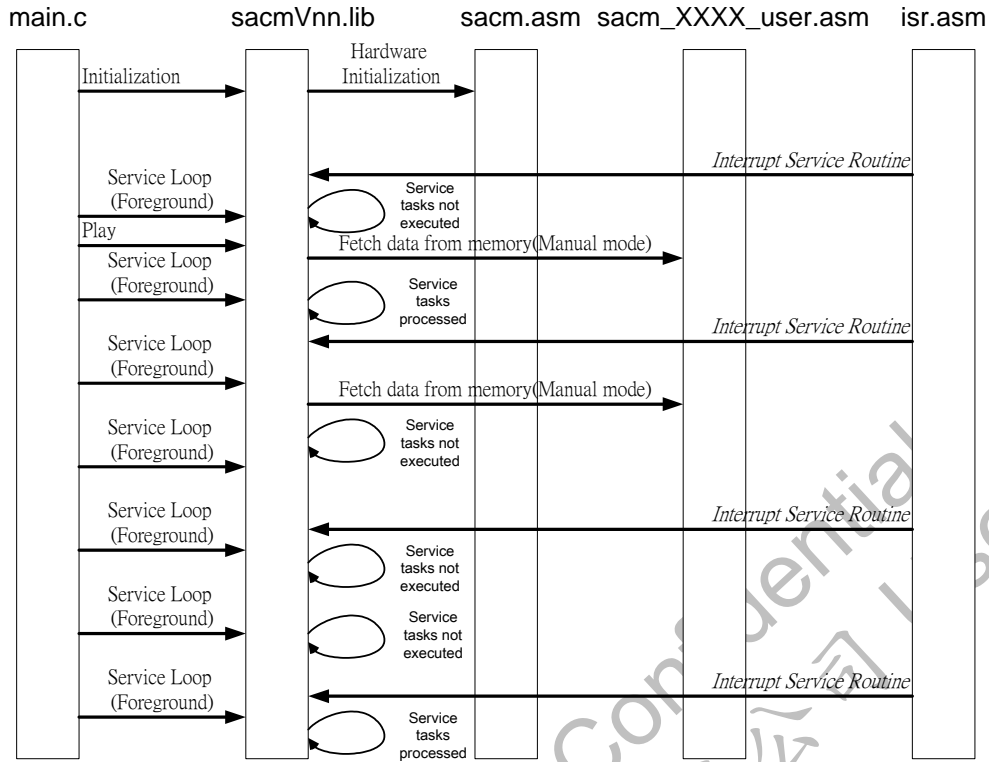 main.c sacmVnn.lib sacm.asm sacm_XXXX_user.asm isr.asm
Hardware
Initialization Initialization
Interrupt Service Routine
Service Loop
(Foreground)
Service
tasks not
executed
Play
Fetch data from memory(Manual mode)
Service Loop
(Foreground)
Service
tasks
processed
Interrupt Service Routine
Service Loop
(Foreground)
Fetch data from memory(Manual mode)
Service Loop
(Foreground)
Service
tasks not
executed
Service Loop
(Foreground)
Interrupt Service Routine
Service
tasks not
executed
Service Loop
(Foreground)
Service
tasks not
executed
Service Loop
(Foreground)
Interrupt Service Routine
Service
tasks
processed
Confidential
公司